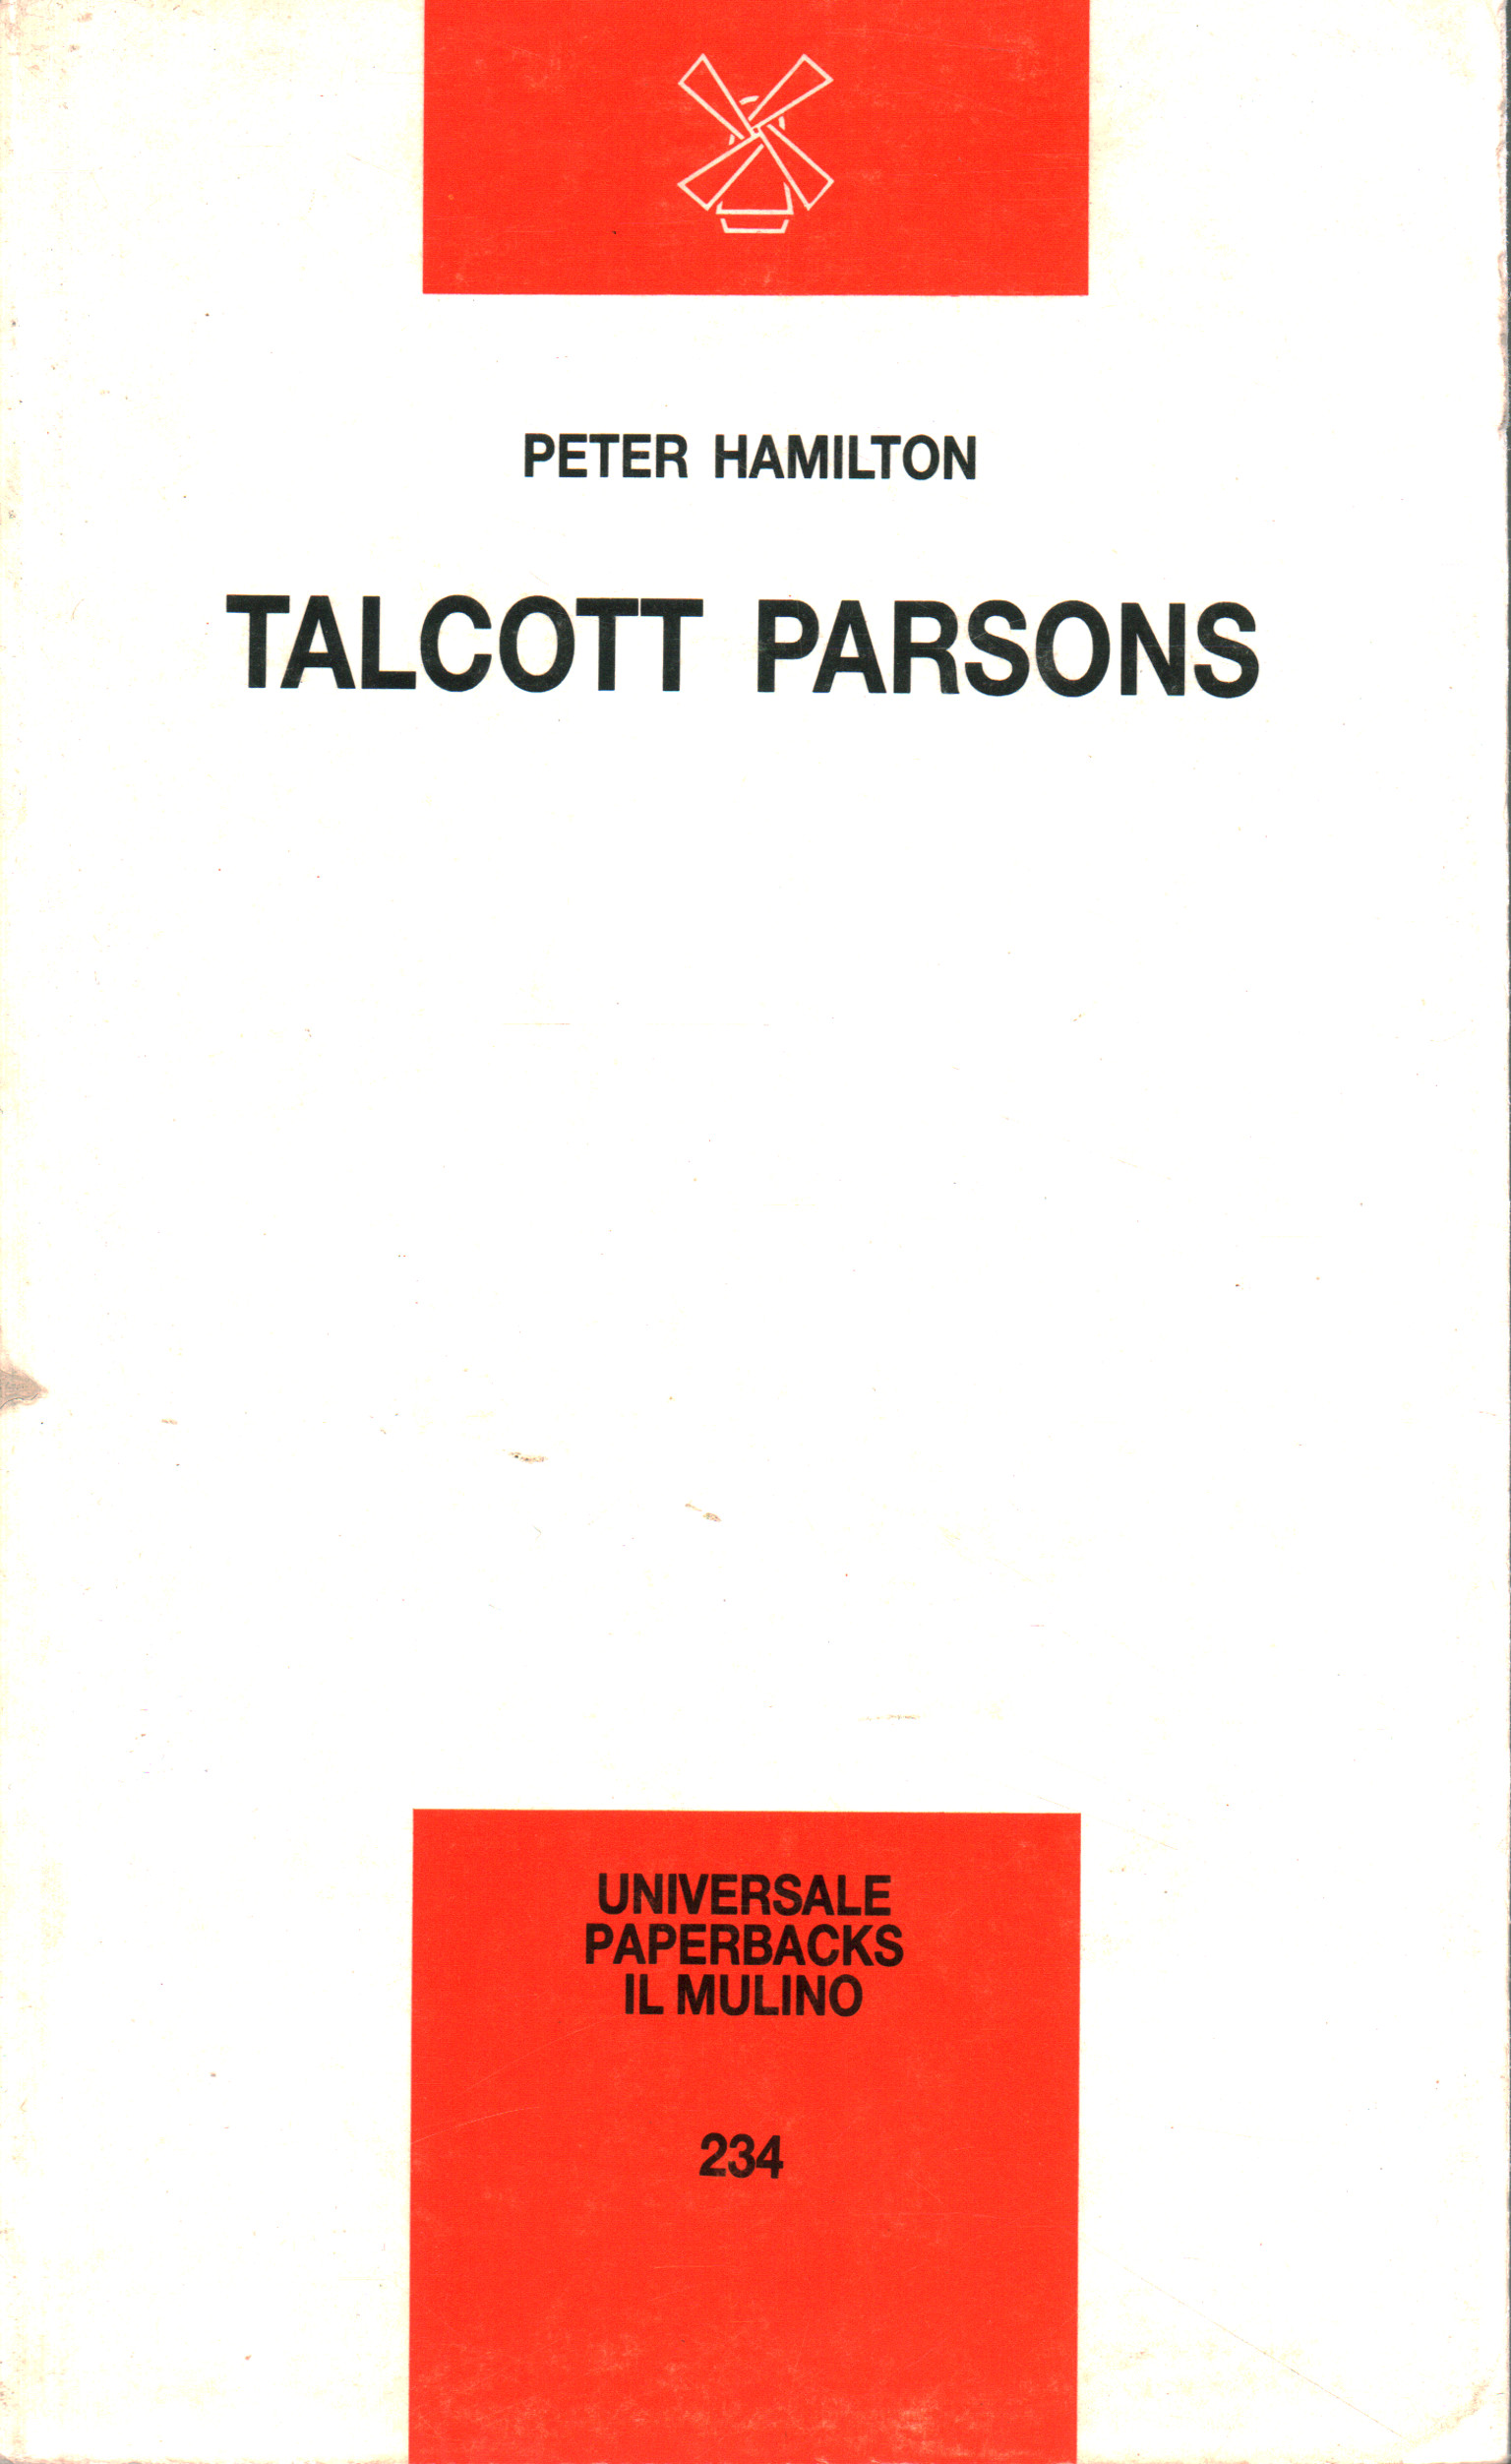 PETER HAMILTON
TALCOTT PARSONS
UNIVERSALE
PAPERBACKS
IL MULINO
234